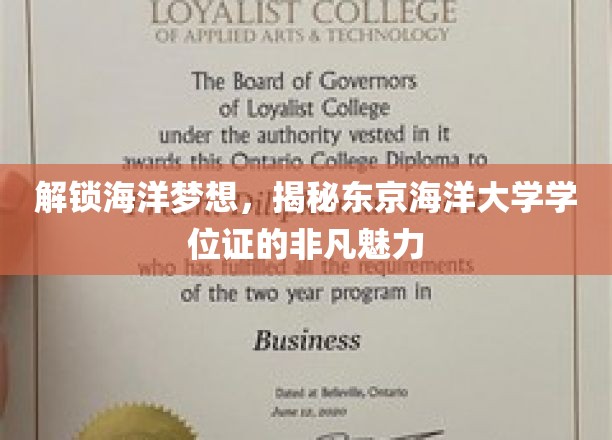 LOYALIST COLLEGE
OF APPLIED ARTS & TECHNOLOGY
The Board of Governors
of Loyalist College
under the authority vested in it
awards this Ontario College Diploma to
解锁海洋梦想，揭秘东京海洋大学学
位证的非凡魅力
who has fulfilled all the requirements
of the two year program in
Business
Dated at Belleville, Ontario
June 12, 2020